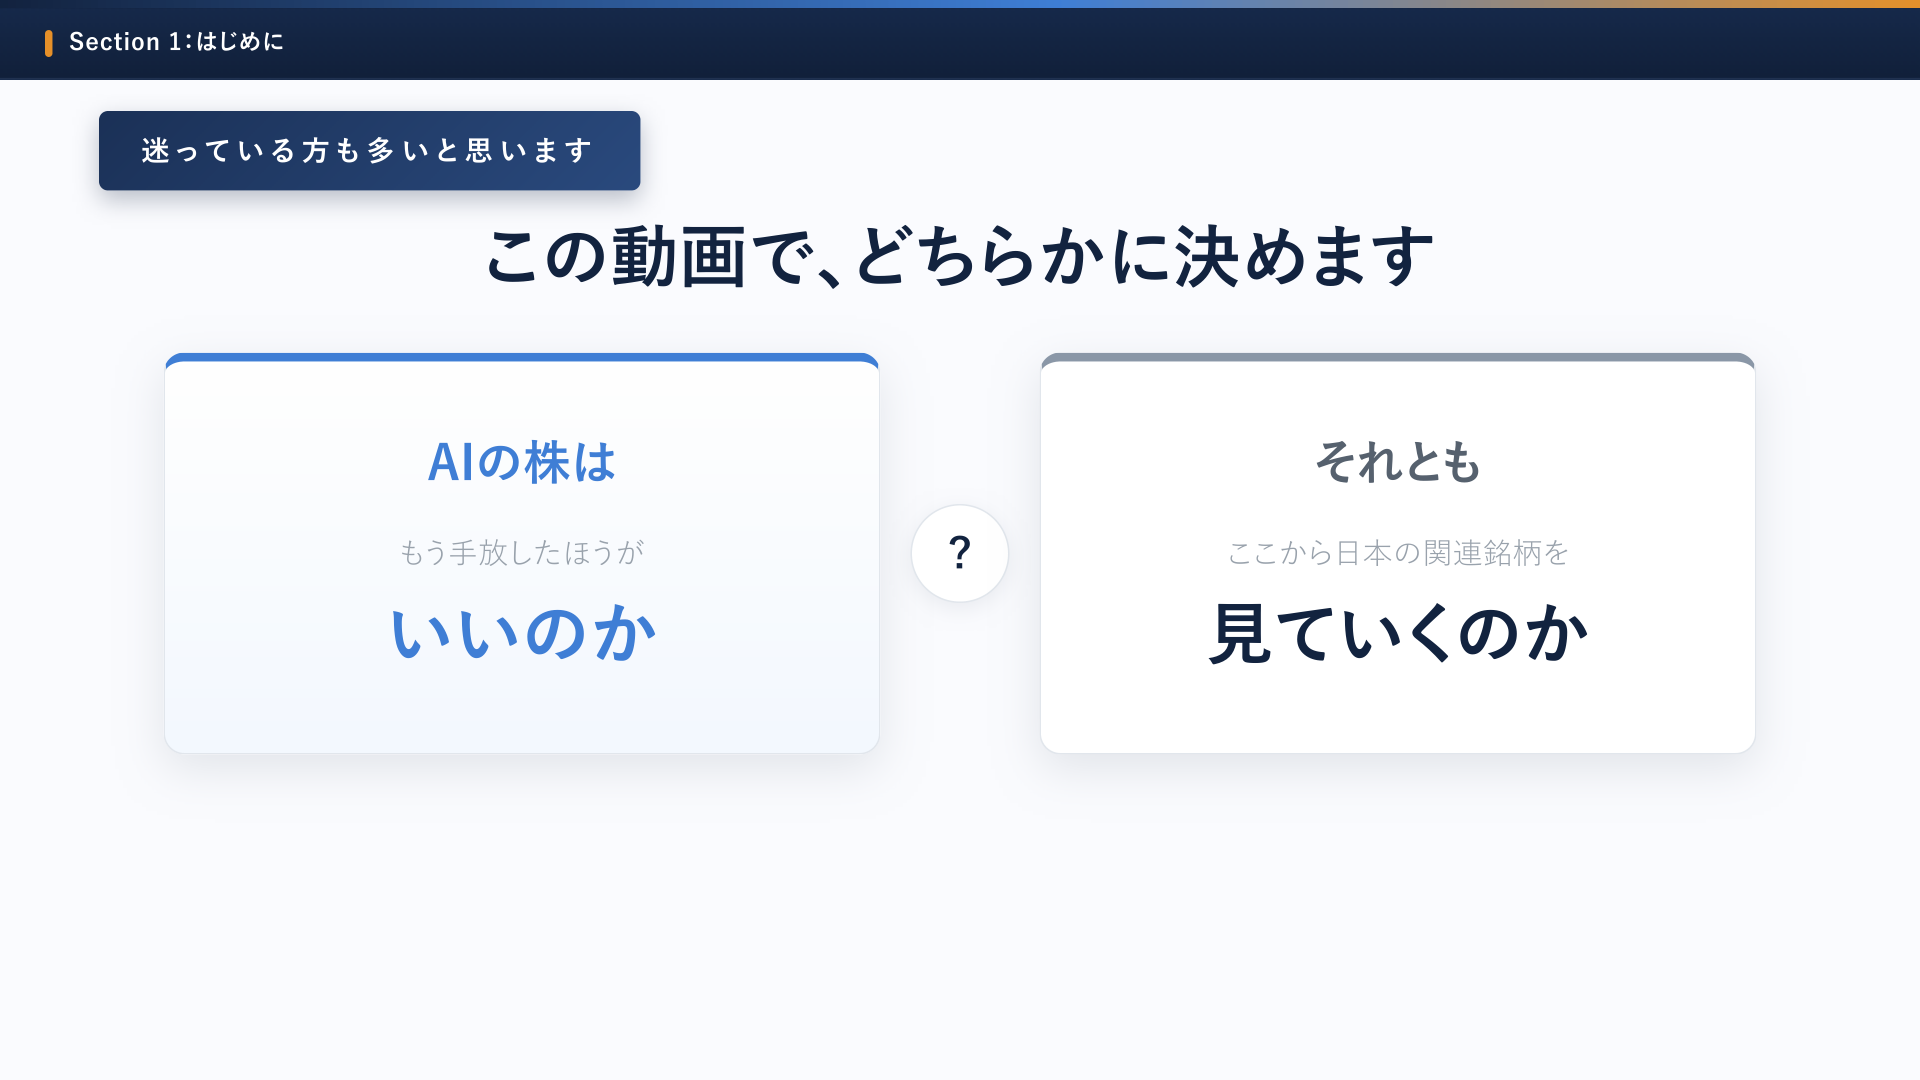 Section 1：はじめに
迷っている方も多いと思います
この動画で、どちらかに決めます
AIの株は
もう手放したほうが
いいのか
?
それとも
ここから日本の関連銘柄を
見ていくのか